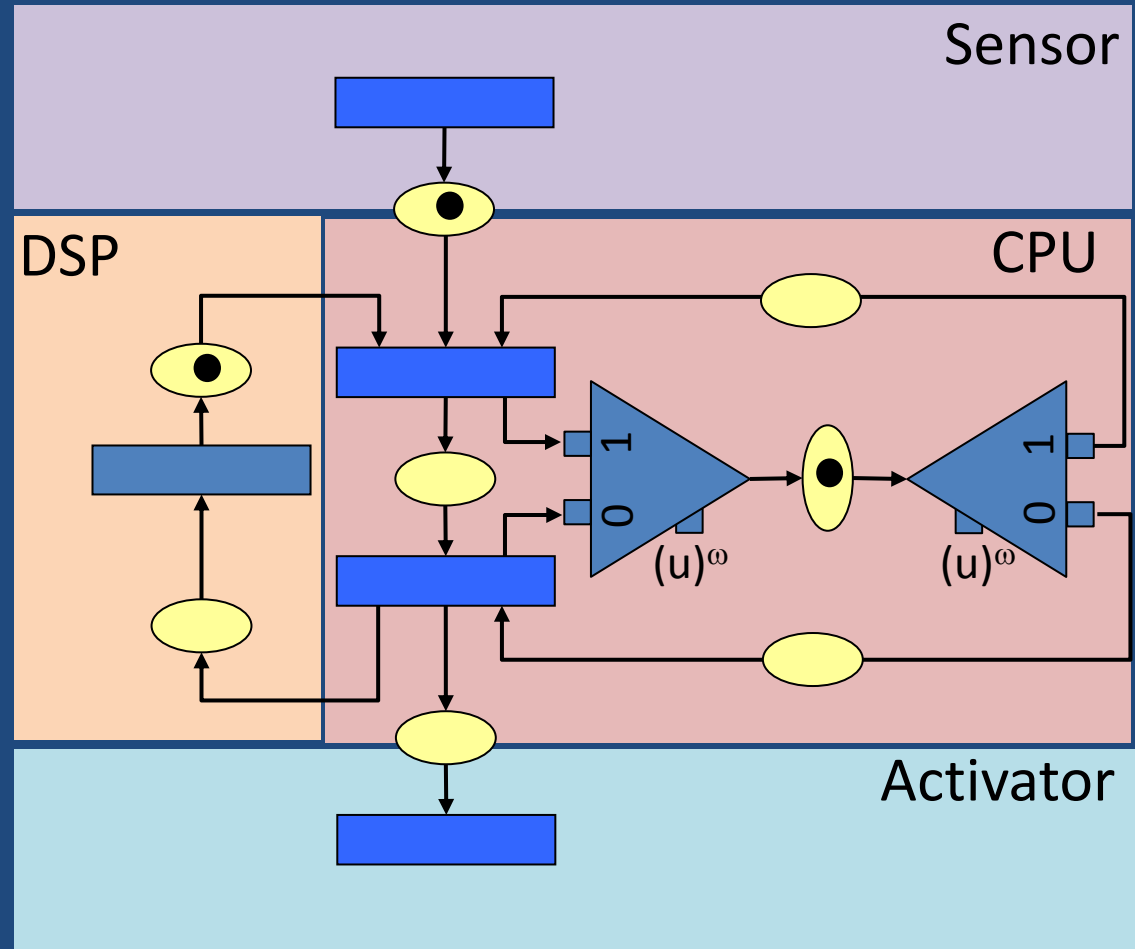 Sensor
DSP
CPU
1
0
(u)ω
1
0
(u)ω
Activator